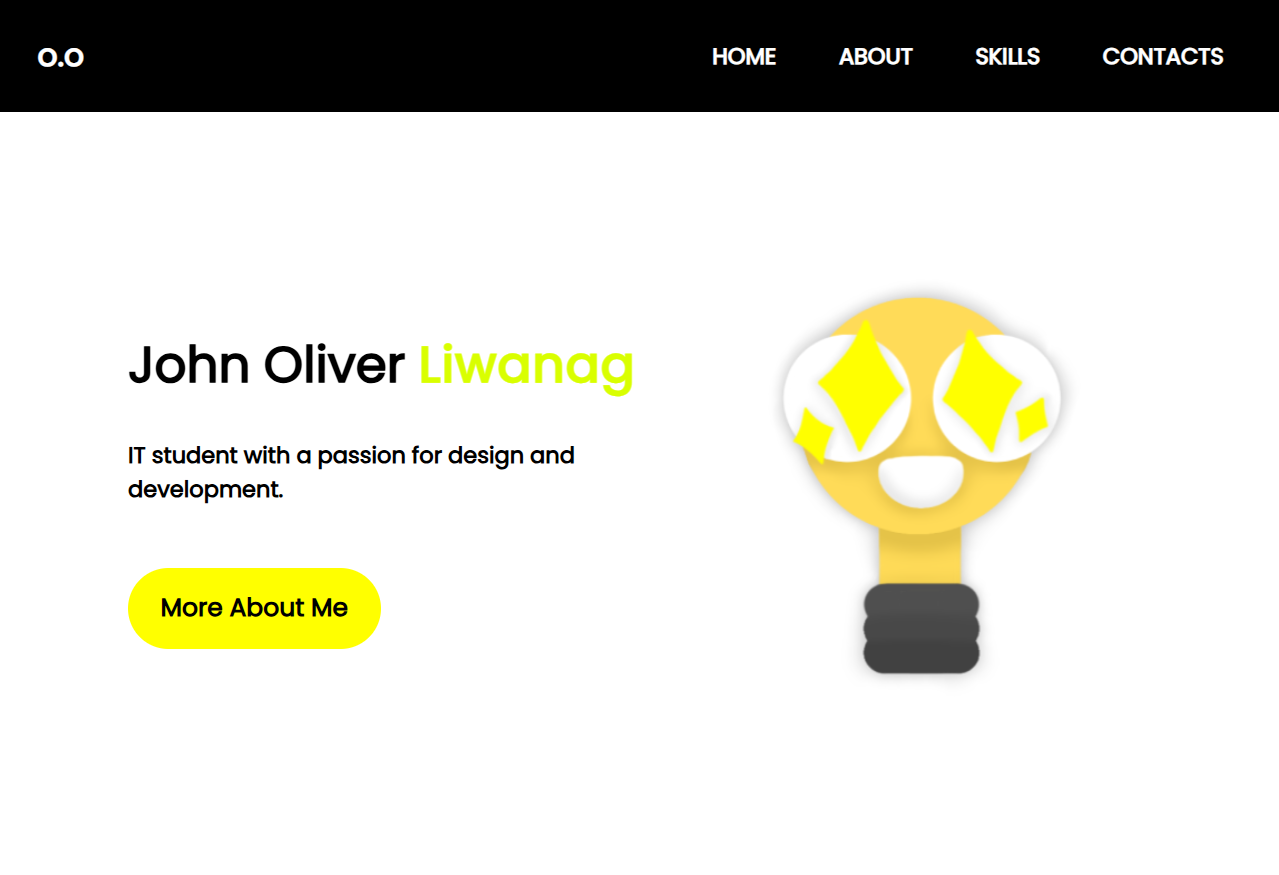 o.o
HOME ABOUT SKILLS CONTACTS
John Oliver Liwanag
IT student with a passion for design and
development.
More About Me